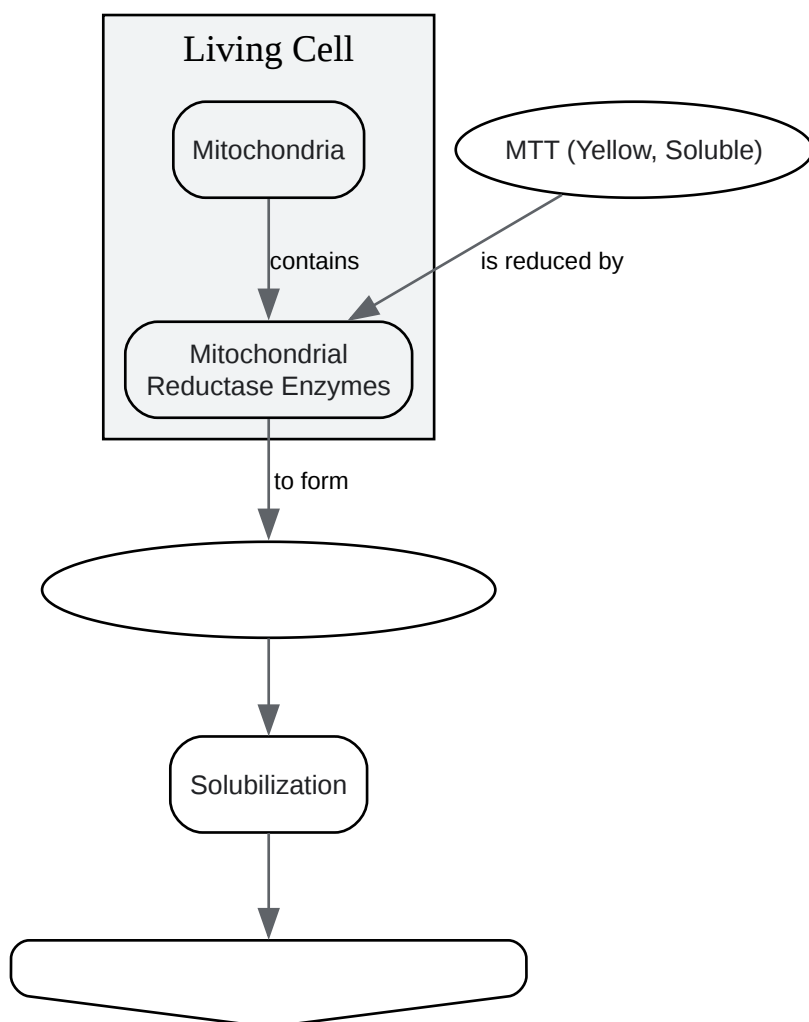 Living Cell
Mitochondria
MTT (Yellow, Soluble)
contains
is reduced by
Mitochondrial
Reductase Enzymes
to form
Solubilization